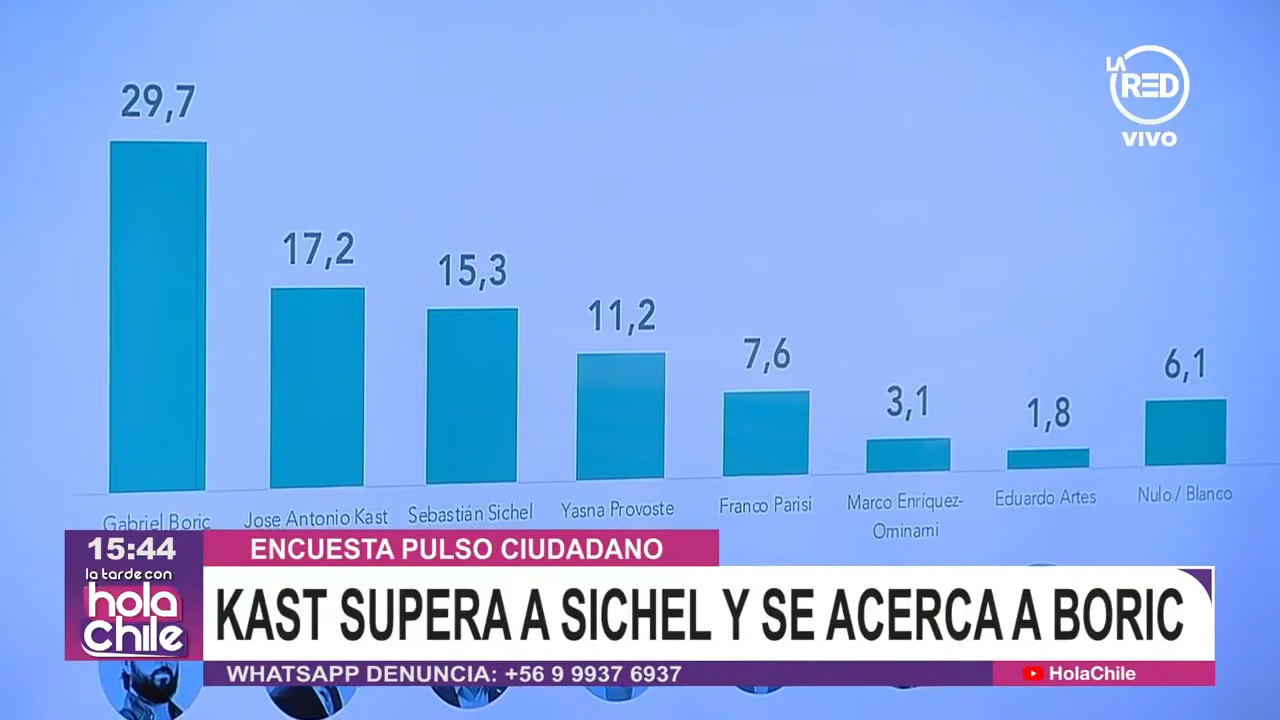 LA
RED
VIVO
29,7
17,2
15,3
11,2
7,6
3,1
1,8
6,1
Gabriel Boric
Jose Antonio Kast
Sebastián Sichel
Yasna Provoste
Franco Parisi
Marco Enríquez-
Ominami
Eduardo Artes
Nulo / Blanco
15:44
la tarde con
hola
Chile
ENCUESTA PULSO CIUDADANO
KAST SUPERA A SICHEL Y SE ACERCA A BORIC
WHATSAPP DENUNCIA: +56 9 9937 6937
HolaChile